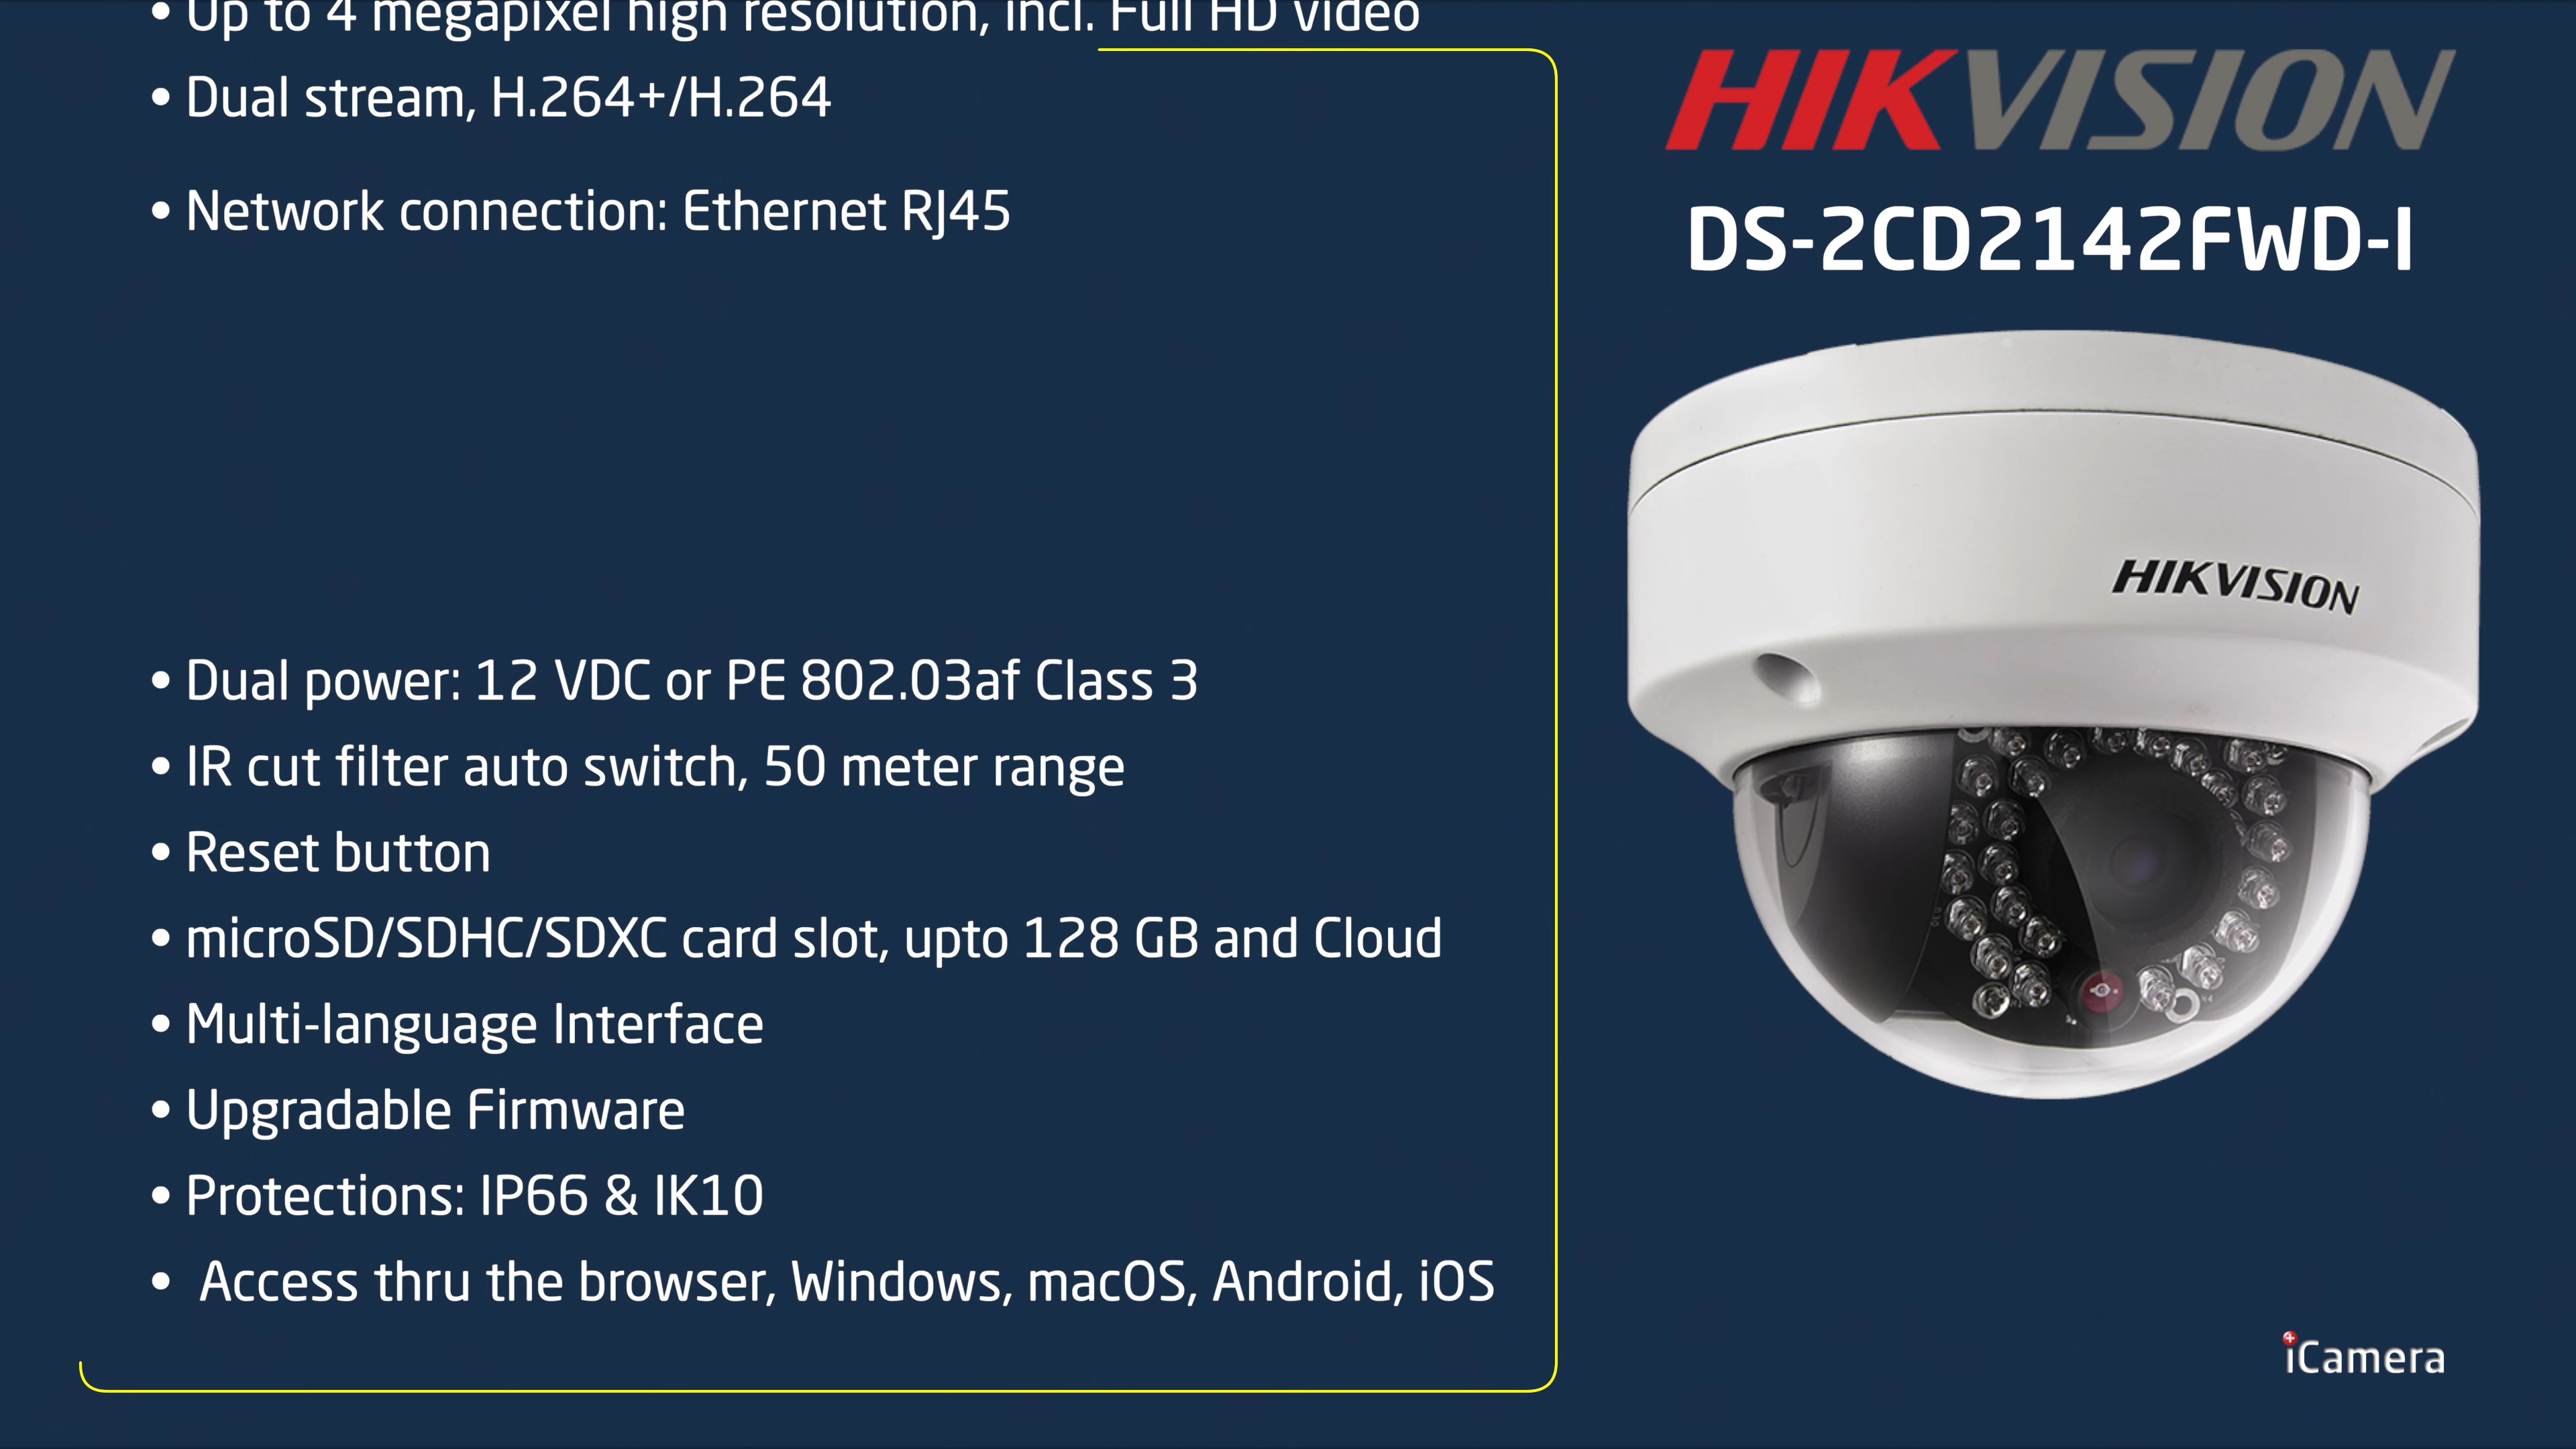 • Up to 4 megapixel high resolution, incl. Full HD video
• Dual stream, H.264+/H.264
• Network connection: Ethernet RJ45
• Dual power: 12 VDC or PE 802.03af Class 3
• IR cut filter auto switch, 50 meter range
• Reset button
• microSD/SDHC/SDXC card slot, upto 128 GB and Cloud
• Multi-language Interface
• Upgradable Firmware
• Protections: IP66 & IK10
• Access thru the browser, Windows, macOS, Android, iOS
HIKVISION
DS-2CD2142FWD-I
HIKVISION
iCamera